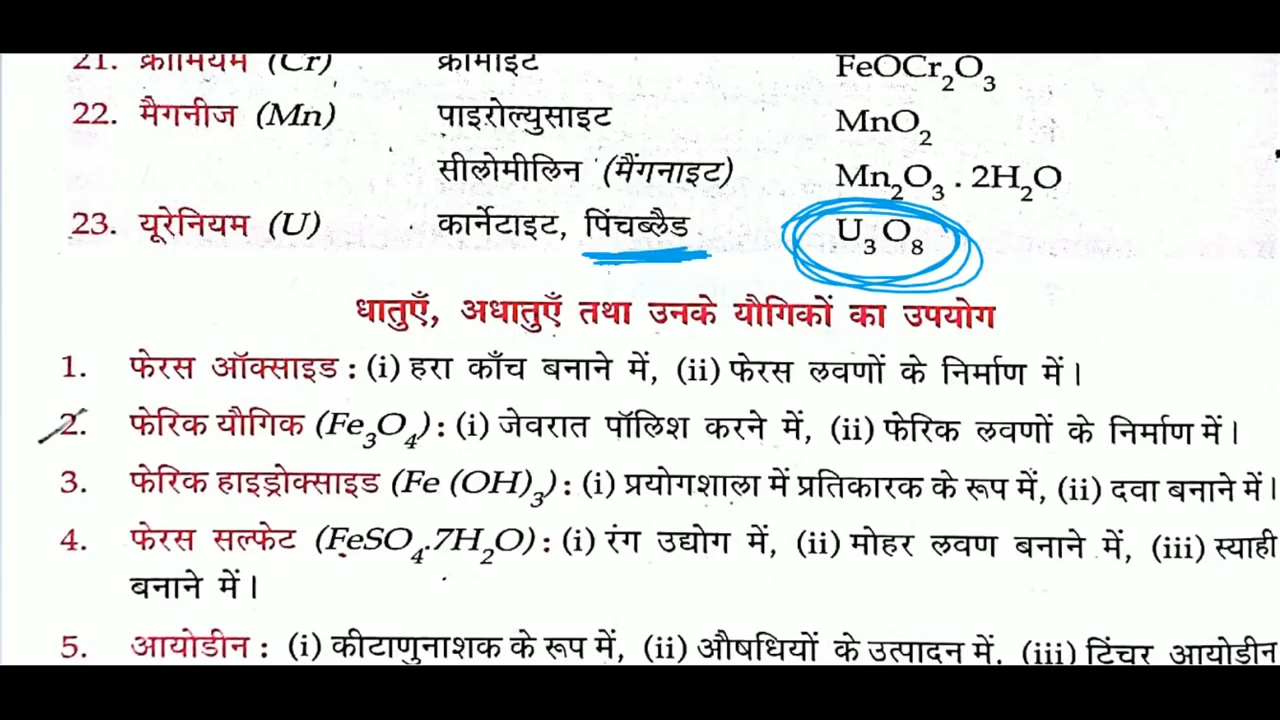 21. क्रोमियम (Cr) क्रोमाइट FeOCr₂O₃
22. मैगनीज (Mn) पाइरोल्युसाइट MnO₂
सीलोमीलिन (मैंगनाइट) Mn₂O₃ . 2H₂O
23. यूरेनियम (U) कार्नेटाइट, पिंचब्लैड U₃O₈
धातुएँ, अधातुएँ तथा उनके यौगिकों का उपयोग
1. फेरस ऑक्साइड : (i) हरा काँच बनाने में, (ii) फेरस लवणों के निर्माण में।
2. फेरिक यौगिक (Fe₃O₄) : (i) जेवरात पॉलिश करने में, (ii) फेरिक लवणों के निर्माण में।
3. फेरिक हाइड्रोक्साइड (Fe (OH)₃) : (i) प्रयोगशाला में प्रतिकारक के रूप में, (ii) दवा बनाने में।
4. फेरस सल्फेट (FeSO₄.7H₂O) : (i) रंग उद्योग में, (ii) मोहर लवण बनाने में, (iii) स्याही
बनाने में।
5. आयोडीन : (i) कीटाणुनाशक के रूप में, (ii) औषधियों के उत्पादन में, (iii) टिंचर आयोडीन